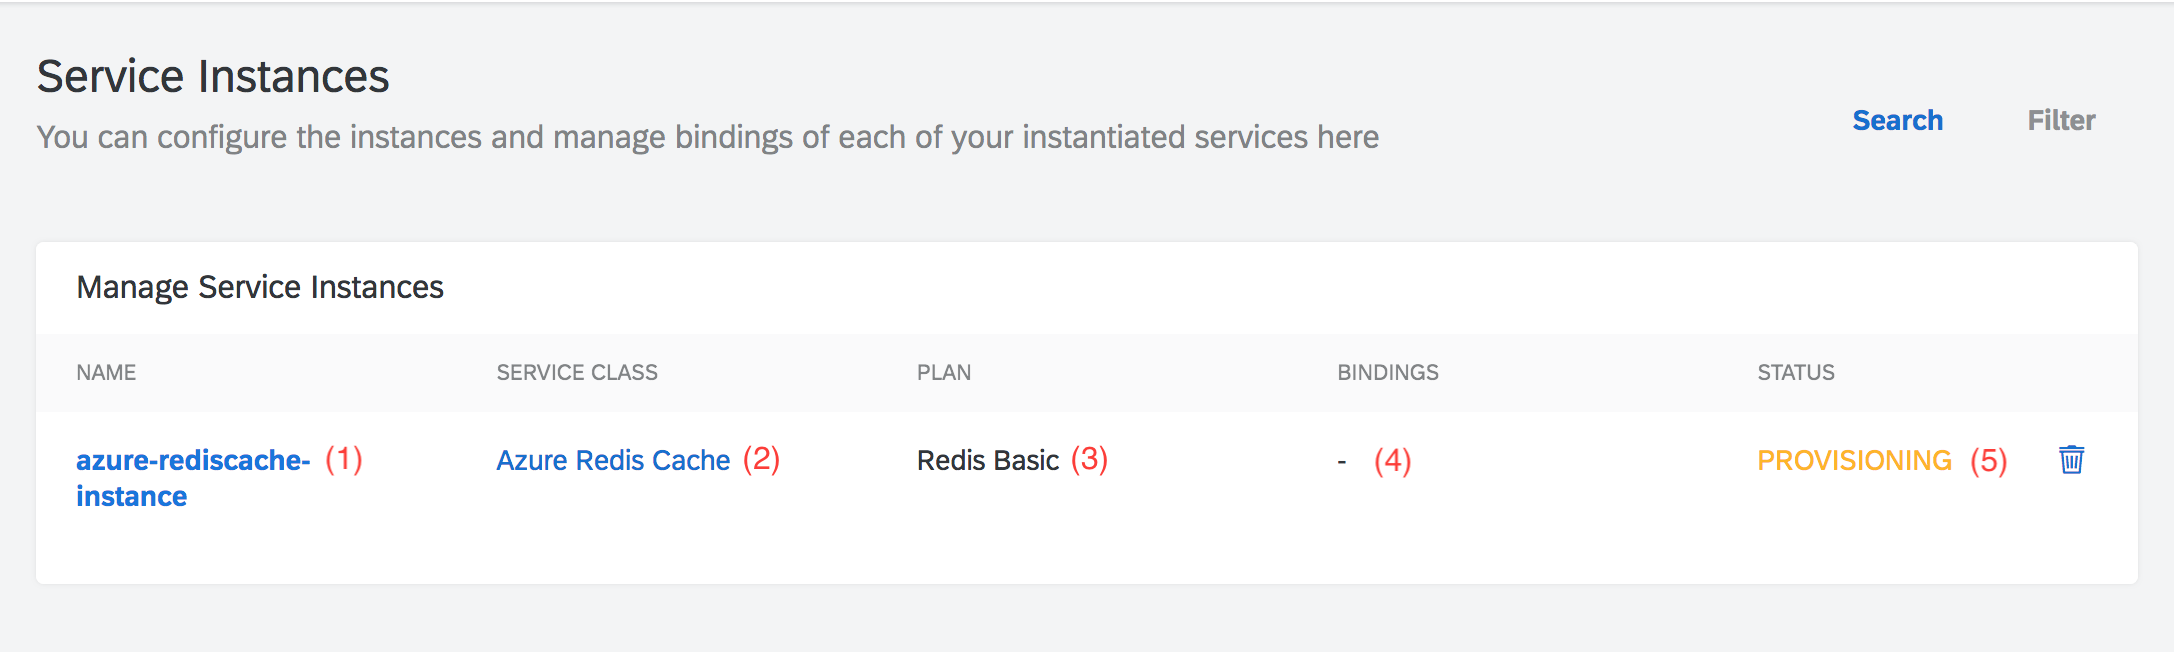 Service Instances
You can configure the instances and manage bindings of each of your instantiated services here
Search Filter
Manage Service Instances
NAME SERVICE CLASS PLAN BINDINGS STATUS
azure-rediscache- (1) Azure Redis Cache (2) Redis Basic (3) - (4) PROVISIONING (5)
instance